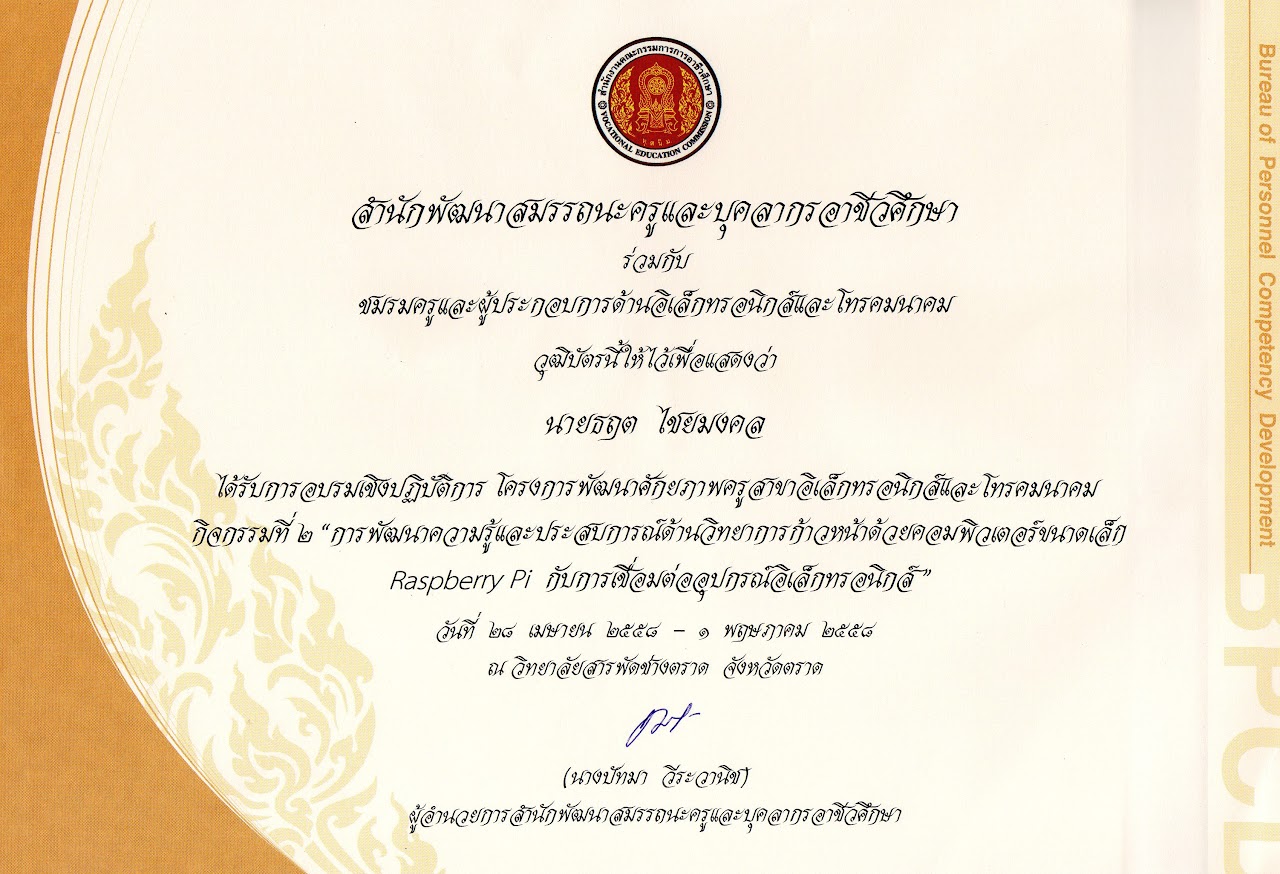 สำนักงานคณะกรรมการการอาชีวศึกษา
VOCATIONAL EDUCATION COMMISSION
สำนักพัฒนาสมรรถนะครูและบุคลากรอาชีวศึกษา
ร่วมกับ
ชมรมครูและผู้ประกอบการด้านอิเล็กทรอนิกส์และโทรคมนาคม
วุฒิบัตรนี้ให้ไว้เพื่อแสดงว่า
นายธฤต ไชยมงคล
ได้รับการอบรมเชิงปฏิบัติการ โครงการพัฒนาศักยภาพครูสาขาอิเล็กทรอนิกส์และโทรคมนาคม
กิจกรรมที่ ๒ “การพัฒนาความรู้และประสบการณ์ด้านวิทยาการก้าวหน้าด้วยคอมพิวเตอร์ขนาดเล็ก
Raspberry Pi กับการเชื่อมต่ออุปกรณ์อิเล็กทรอนิกส์”
วันที่ ๒๘ เมษายน ๒๕๕๘ – ๑ พฤษภาคม ๒๕๕๘
ณ วิทยาลัยสารพัดช่างตราด จังหวัดตราด
(นางปัทมา วีระวานิช)
ผู้อำนวยการสำนักพัฒนาสมรรถนะครูและบุคลากรอาชีวศึกษา
Bureau of Personnel Competency Development
BPCD